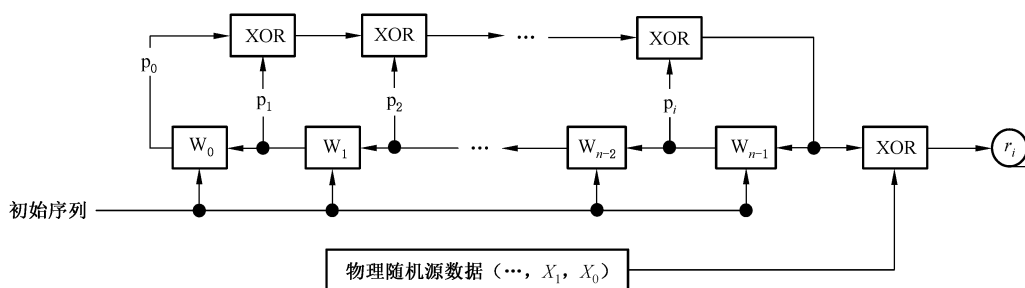 XOR XOR ... XOR
p₀ p₁ p₂ pᵢ
W₀ W₁ ... Wₙ₋₂ Wₙ₋₁ XOR rᵢ
初始序列
物理随机源数据（…，X₁，X₀）